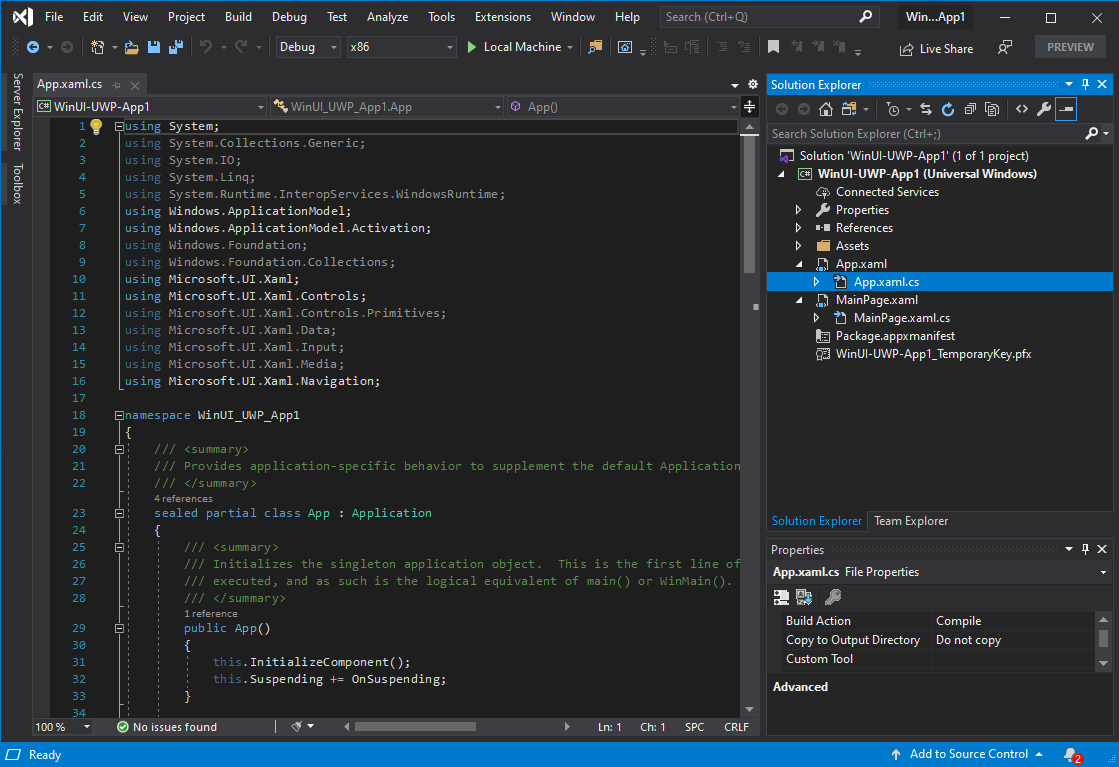 File Edit View Project Build Debug Test Analyze Tools Extensions Window Help Search (Ctrl+Q) Win...App1
Debug x86 Local Machine Live Share PREVIEW
Server Explorer
Toolbox
App.xaml.cs
C# WinUI-UWP-App1 WinUI_UWP_App1.App App()
1 using System;
2 using System.Collections.Generic;
3 using System.IO;
4 using System.Linq;
5 using System.Runtime.InteropServices.WindowsRuntime;
6 using Windows.ApplicationModel;
7 using Windows.ApplicationModel.Activation;
8 using Windows.Foundation;
9 using Windows.Foundation.Collections;
10 using Microsoft.UI.Xaml;
11 using Microsoft.UI.Xaml.Controls;
12 using Microsoft.UI.Xaml.Controls.Primitives;
13 using Microsoft.UI.Xaml.Data;
14 using Microsoft.UI.Xaml.Input;
15 using Microsoft.UI.Xaml.Media;
16 using Microsoft.UI.Xaml.Navigation;
17
18 namespace WinUI_UWP_App1
19 {
20 /// <summary>
21 /// Provides application-specific behavior to supplement the default Application
22 /// </summary>
4 references
23 sealed partial class App : Application
24 {
25 /// <summary>
26 /// Initializes the singleton application object.  This is the first line of
27 /// executed, and as such is the logical equivalent of main() or WinMain().
28 /// </summary>
1 reference
29 public App()
30 {
31 this.InitializeComponent();
32 this.Suspending += OnSuspending;
33 }
34
100 % No issues found Ln: 1 Ch: 1 SPC CRLF
Solution Explorer
Search Solution Explorer (Ctrl+;)
Solution 'WinUI-UWP-App1' (1 of 1 project)
C# WinUI-UWP-App1 (Universal Windows)
Connected Services
Properties
References
Assets
App.xaml
App.xaml.cs
MainPage.xaml
MainPage.xaml.cs
Package.appxmanifest
WinUI-UWP-App1_TemporaryKey.pfx
Solution Explorer Team Explorer
Properties
App.xaml.cs File Properties
Build Action Compile
Copy to Output Directory Do not copy
Custom Tool
Advanced
Ready Add to Source Control 2